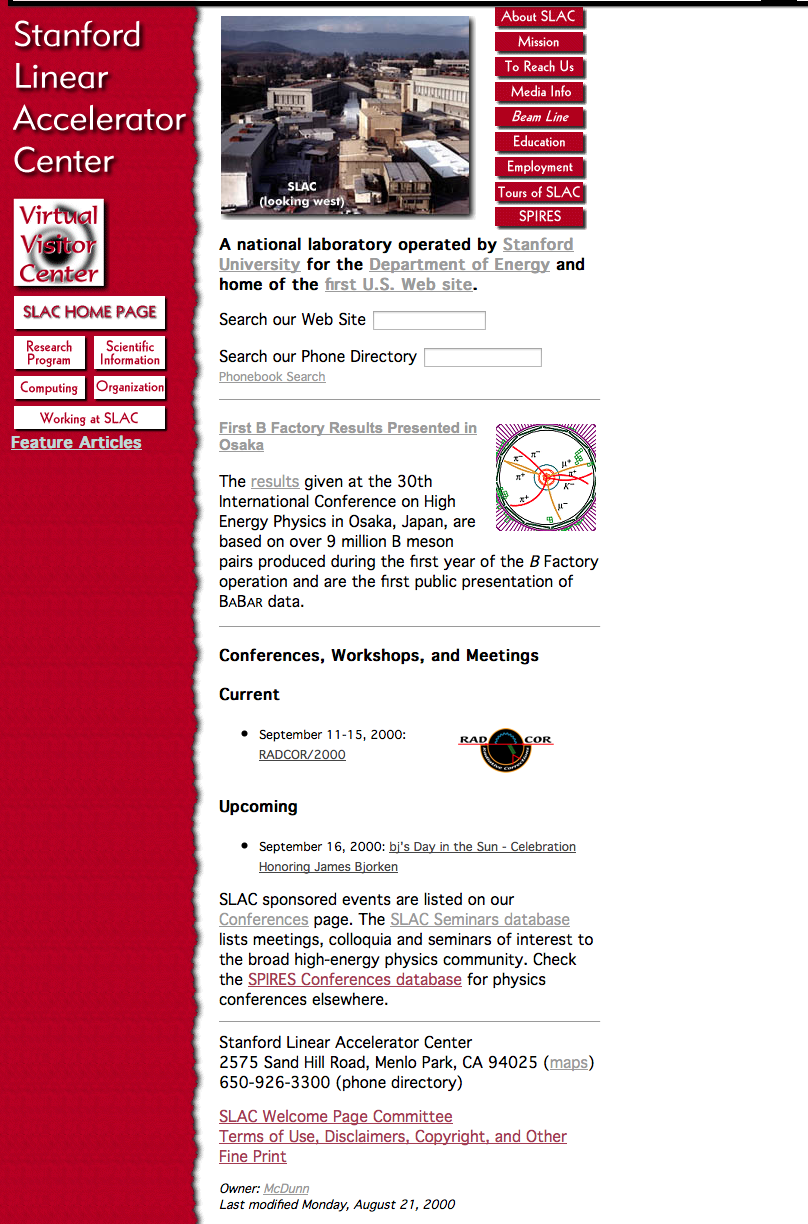 Stanford
Linear
Accelerator
Center
Virtual
Visitor
Center
SLAC HOME PAGE
Research
Program
Scientific
Information
Computing
Organization
Working at SLAC
Feature Articles
SLAC
(looking west)
About SLAC
Mission
To Reach Us
Media Info
Beam Line
Education
Employment
Tours of SLAC
SPIRES
A national laboratory operated by Stanford
University for the Department of Energy and
home of the first U.S. Web site.
Search our Web Site
Search our Phone Directory
Phonebook Search
First B Factory Results Presented in
Osaka
π− π−
μ+
π+ π+
K−
π+ μ−
The results given at the 30th
International Conference on High
Energy Physics in Osaka, Japan, are
based on over 9 million B meson
pairs produced during the first year of the B Factory
operation and are the first public presentation of
BABAR data.
Conferences, Workshops, and Meetings
Current
• September 11-15, 2000:
RADCOR/2000
RAD COR
Radiative Corrections
Upcoming
• September 16, 2000: bj's Day in the Sun - Celebration
Honoring James Bjorken
SLAC sponsored events are listed on our
Conferences page. The SLAC Seminars database
lists meetings, colloquia and seminars of interest to
the broad high-energy physics community. Check
the SPIRES Conferences database for physics
conferences elsewhere.
Stanford Linear Accelerator Center
2575 Sand Hill Road, Menlo Park, CA 94025 (maps)
650-926-3300 (phone directory)
SLAC Welcome Page Committee
Terms of Use, Disclaimers, Copyright, and Other
Fine Print
Owner: McDunn
Last modified Monday, August 21, 2000